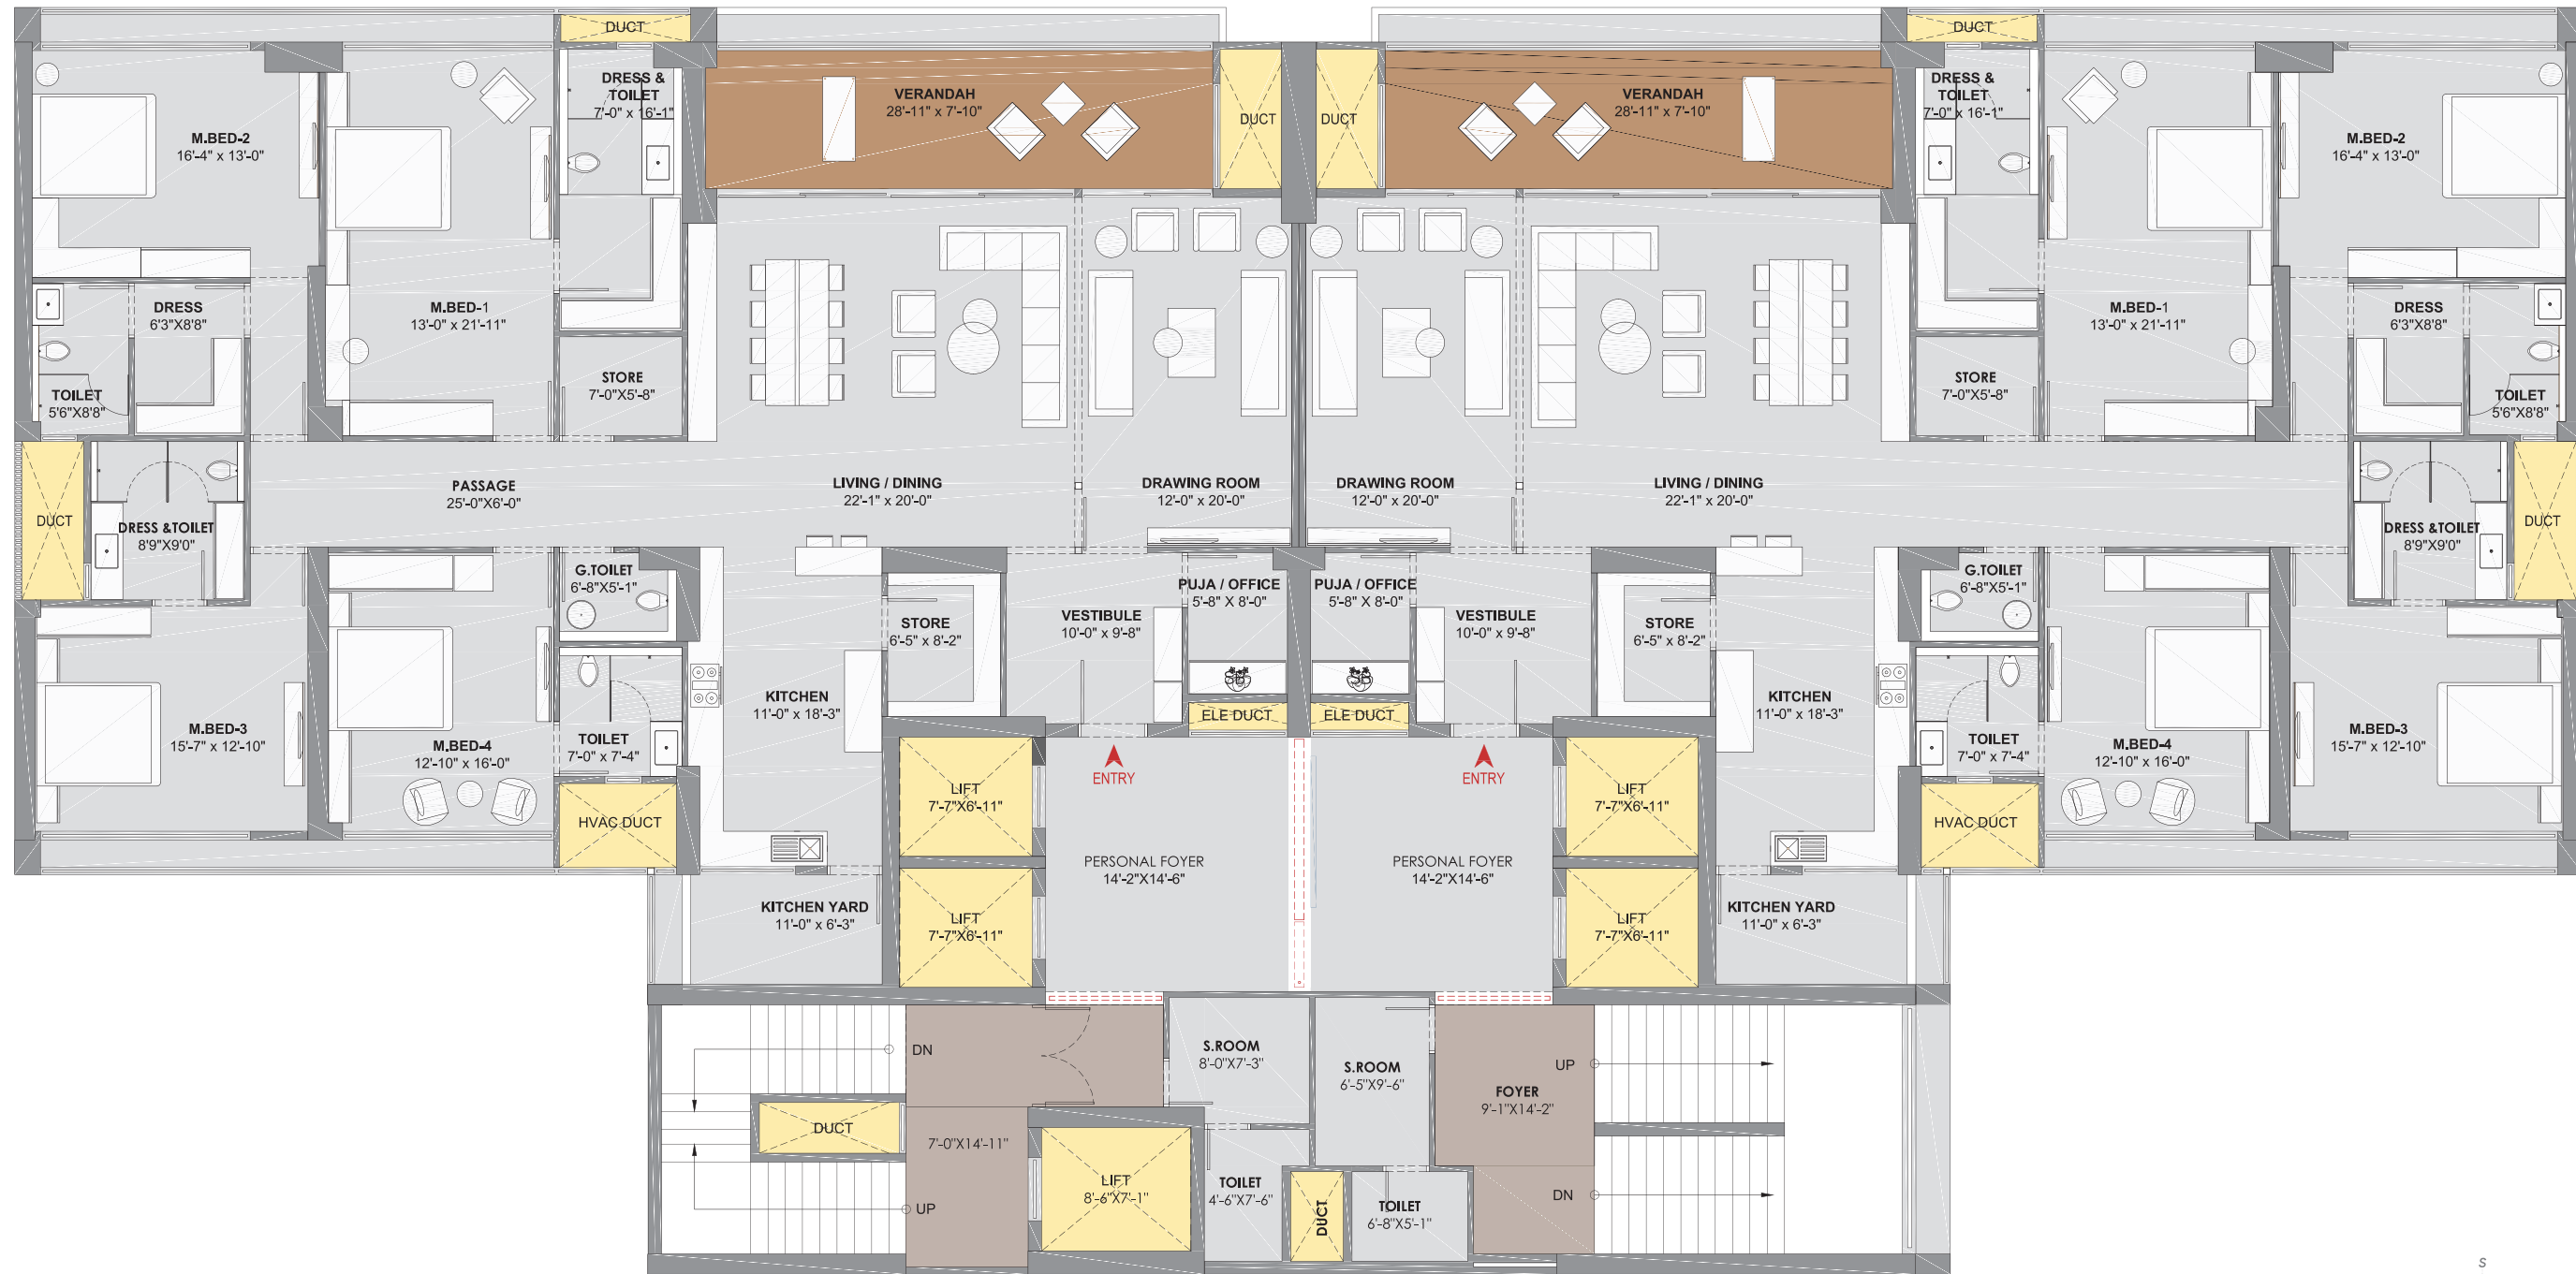 DUCT
DUCT
DRESS &
TOILET
7'-0" x 16'-1"
VERANDAH
28'-11" x 7'-10"
DUCT
DUCT
VERANDAH
28'-11" x 7'-10"
DRESS &
TOILET
7'-0" x 16'-1"
M.BED-2
16'-4" x 13'-0"
M.BED-2
16'-4" x 13'-0"
DRESS
6'3"X8'8"
M.BED-1
13'-0" x 21'-11"
M.BED-1
13'-0" x 21'-11"
DRESS
6'3"X8'8"
TOILET
5'6"X8'8"
STORE
7'-0"X5'-8"
STORE
7'-0"X5'-8"
TOILET
5'6"X8'8"
PASSAGE
25'-0"X6'-0"
LIVING / DINING
22'-1" x 20'-0"
DRAWING ROOM
12'-0" x 20'-0"
DRAWING ROOM
12'-0" x 20'-0"
LIVING / DINING
22'-1" x 20'-0"
DUCT
DRESS &TOILET
8'9"X9'0"
DRESS &TOILET
8'9"X9'0"
DUCT
G.TOILET
6'-8"X5'-1"
PUJA / OFFICE
5'-8" X 8'-0"
PUJA / OFFICE
5'-8" X 8'-0"
G.TOILET
6'-8"X5'-1"
STORE
6'-5" x 8'-2"
VESTIBULE
10'-0" x 9'-8"
VESTIBULE
10'-0" x 9'-8"
STORE
6'-5" x 8'-2"
KITCHEN
11'-0" x 18'-3"
ELE DUCT
ELE DUCT
KITCHEN
11'-0" x 18'-3"
M.BED-3
15'-7" x 12'-10"
M.BED-4
12'-10" x 16'-0"
TOILET
7'-0" x 7'-4"
TOILET
7'-0" x 7'-4"
M.BED-4
12'-10" x 16'-0"
M.BED-3
15'-7" x 12'-10"
ENTRY
ENTRY
LIFT
7'-7"X6'-11"
LIFT
7'-7"X6'-11"
HVAC DUCT
HVAC DUCT
PERSONAL FOYER
14'-2"X14'-6"
PERSONAL FOYER
14'-2"X14'-6"
KITCHEN YARD
11'-0" x 6'-3"
LIFT
7'-7"X6'-11"
LIFT
7'-7"X6'-11"
KITCHEN YARD
11'-0" x 6'-3"
DN
S.ROOM
8'-0"X7'-3"
S.ROOM
6'-5"X9'-6"
UP
FOYER
9'-1"X14'-2"
DUCT
7'-0"X14'-11"
LIFT
8'-6"X7'-1"
TOILET
4'-6"X7'-6"
DUCT
TOILET
6'-8"X5'-1"
DN
UP
S